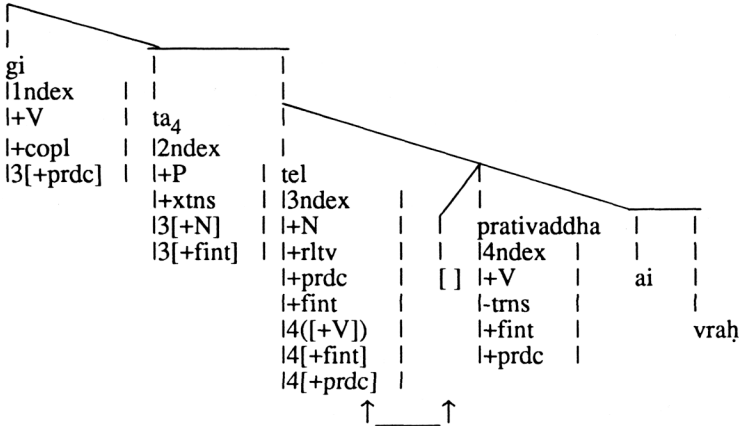 gi
1ndex
+V
+copl
3[+prdc]
ta₄
2ndex
+P
+xtns
3[+N]
3[+fint]
tel
3ndex
+N
+rltv
+prdc
+fint
4([+V])
4[+fint]
4[+prdc]
[ ]
prativaddha
4ndex
+V
-trns
+fint
+prdc
ai
vraḥ